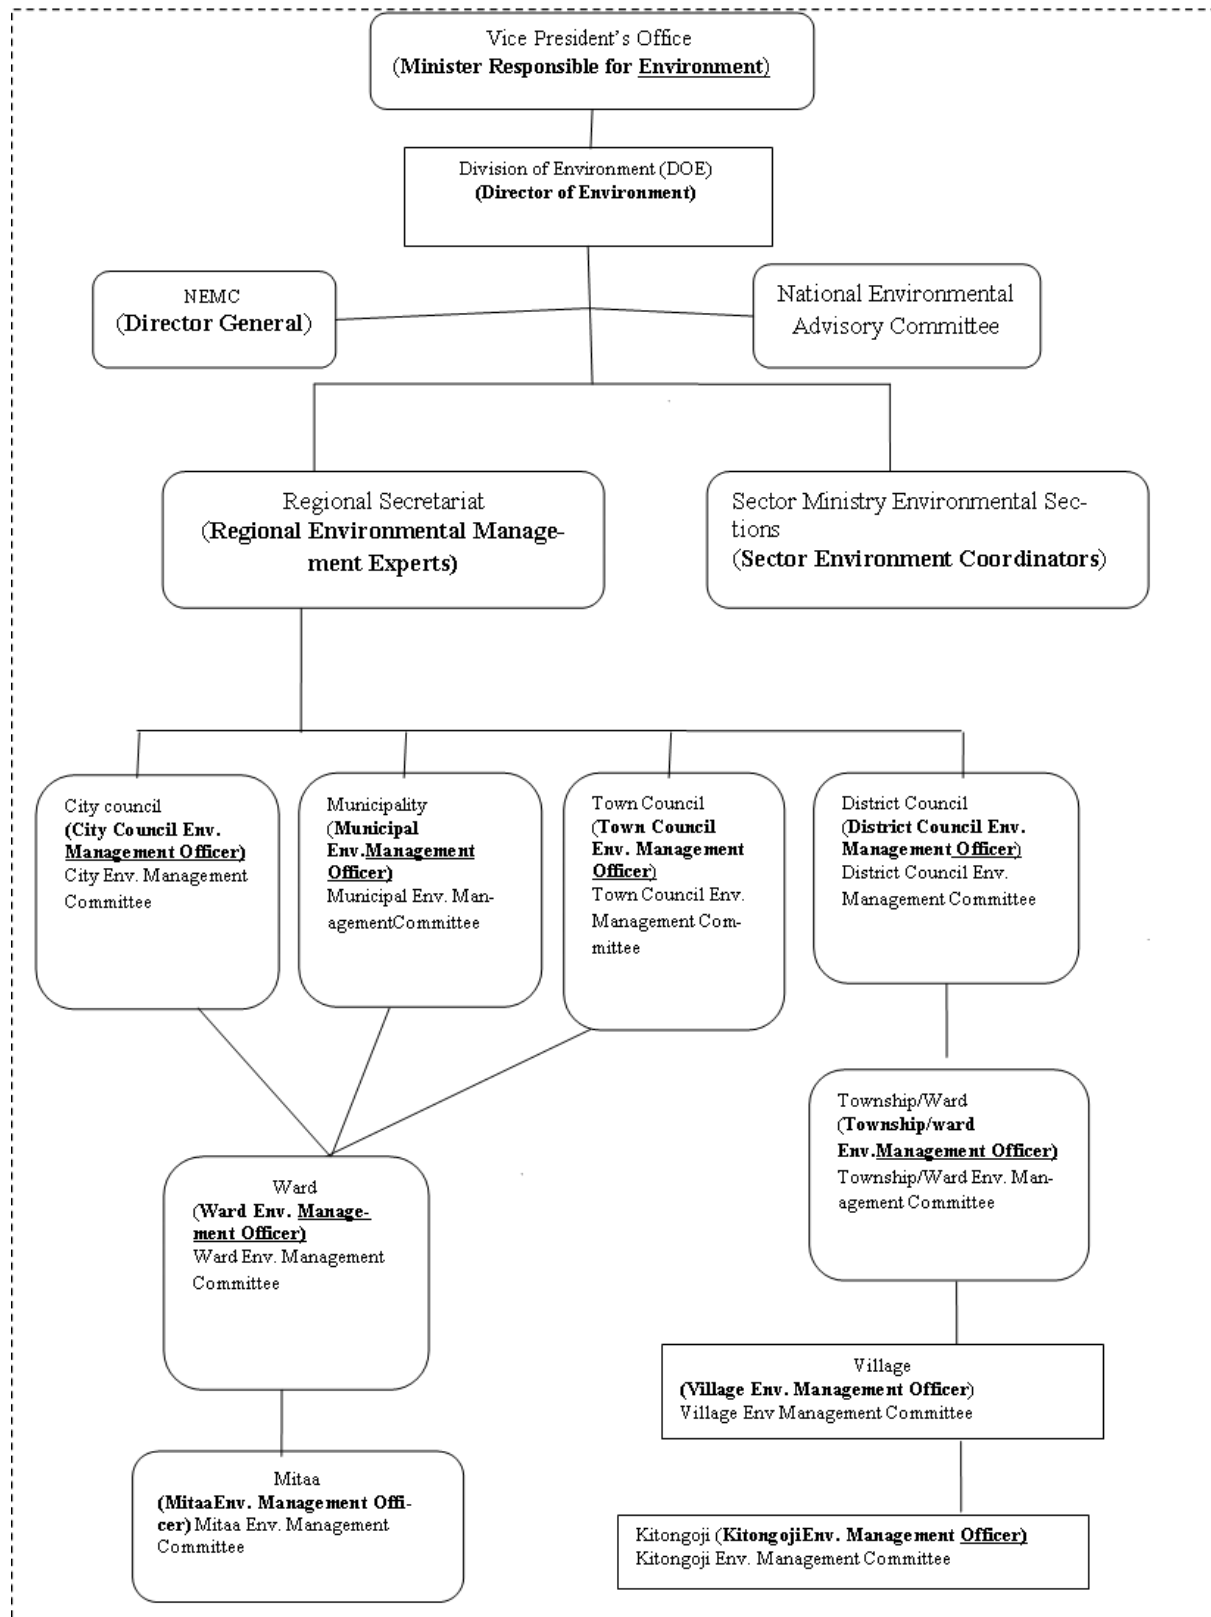 Vice President's Office
(Minister Responsible for Environment)
Division of Environment (DOE)
(Director of Environment)
NEMC
(Director General)
National Environmental
Advisory Committee
Regional Secretariat
(Regional Environmental Manage-
ment Experts)
Sector Ministry Environmental Sec-
tions
(Sector Environment Coordinators)
City council
(City Council Env.
Management Officer)
City Env. Management
Committee
Municipality
(Municipal
Env.Management
Officer)
Municipal Env. Man-
agementCommittee
Town Council
(Town Council
Env. Management
Officer)
Town Council Env.
Management Com-
mittee
District Council
(District Council Env.
Management Officer)
District Council Env.
Management Committee
Township/Ward
(Township/ward
Env.Management Officer)
Township/Ward Env. Man-
agement Committee
Ward
(Ward Env. Manage-
ment Officer)
Ward Env. Management
Committee
Village
(Village Env. Management Officer)
Village Env Management Committee
Mitaa
(MitaaEnv. Management Offi-
cer) Mitaa Env. Management
Committee
Kitongoji (KitongojiEnv. Management Officer)
Kitongoji Env. Management Committee